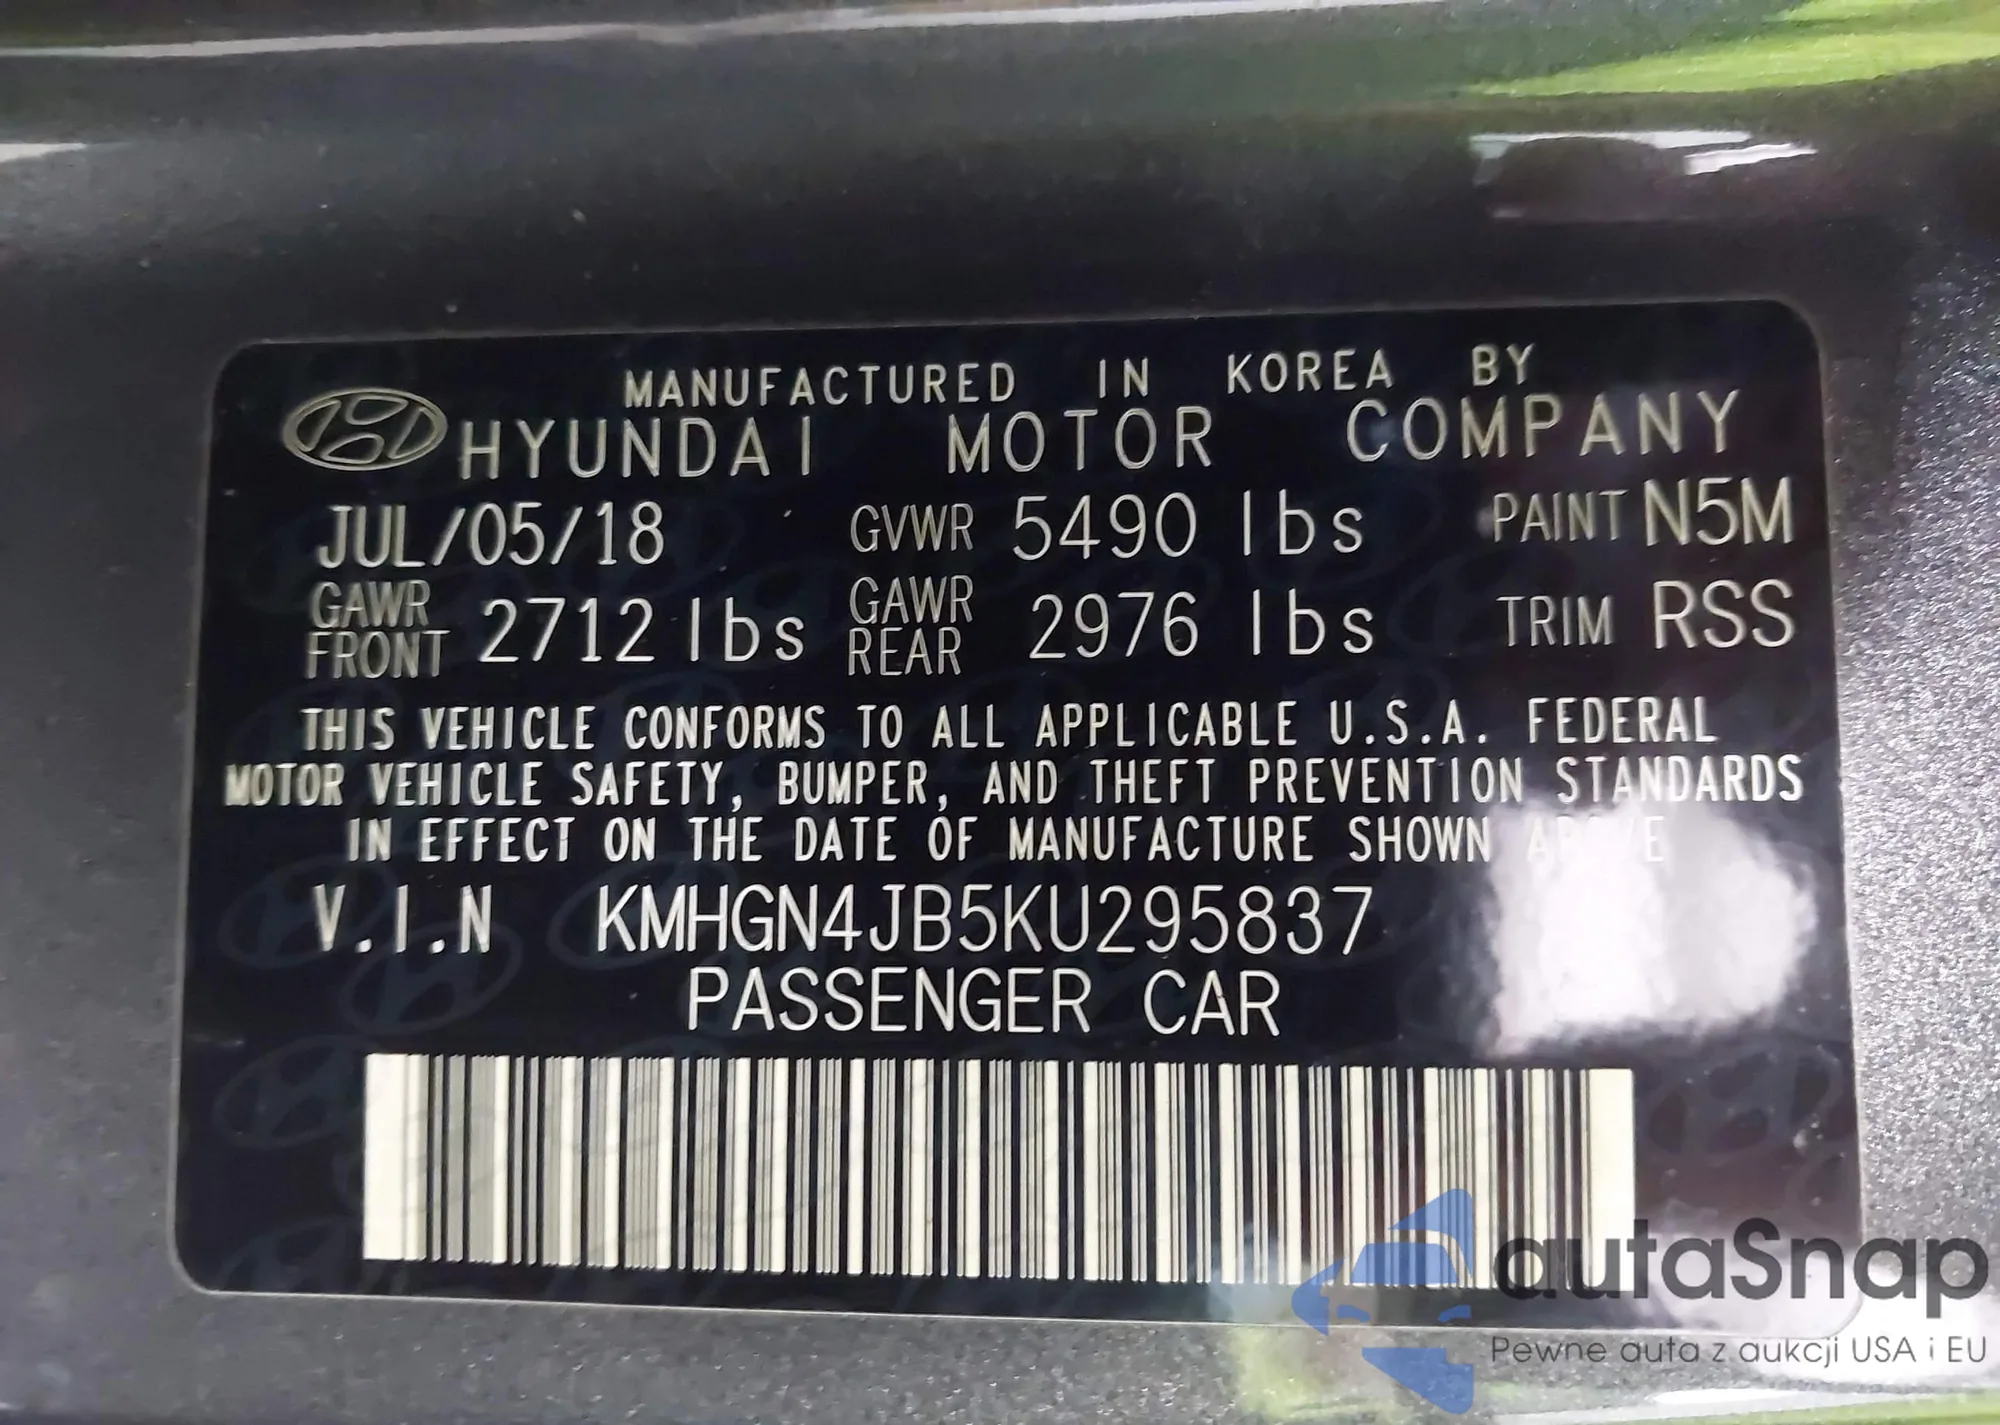 MANUFACTURED IN KOREA BY
HYUNDAI MOTOR COMPANY
JUL/05/18 GVWR 5490 lbs PAINT N5M
GAWR FRONT 2712 lbs GAWR REAR 2976 lbs TRIM RSS
THIS VEHICLE CONFORMS TO ALL APPLICABLE U.S.A. FEDERAL
MOTOR VEHICLE SAFETY, BUMPER, AND THEFT PREVENTION STANDARDS
IN EFFECT ON THE DATE OF MANUFACTURE SHOWN ABOVE
V.I.N KMHGN4JB5KU295837
PASSENGER CAR
autaSnap
Pewne auta z aukcji USA i EU